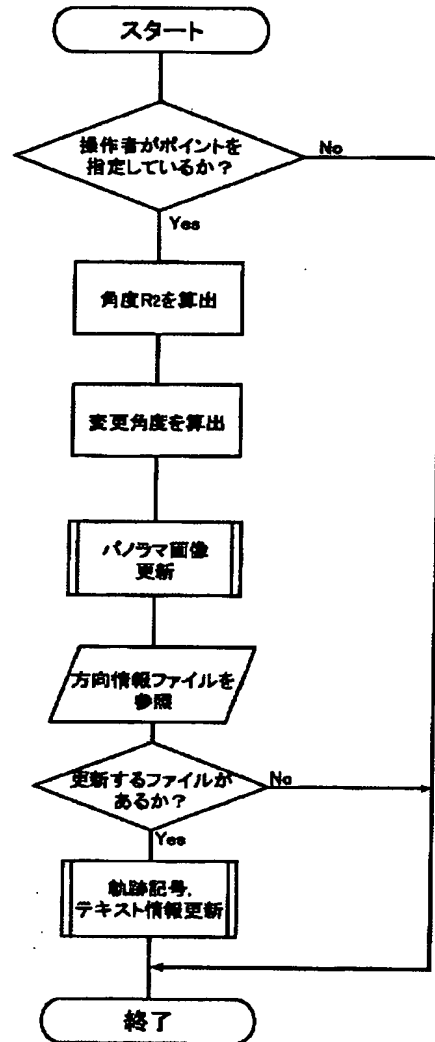 スタート
操作者がポイントを
指定しているか?
No
Yes
角度R2を算出
変更角度を算出
パノラマ画像
更新
方向情報ファイルを
参照
更新するファイルが
あるか?
No
Yes
軌跡記号,
テキスト情報更新
終了